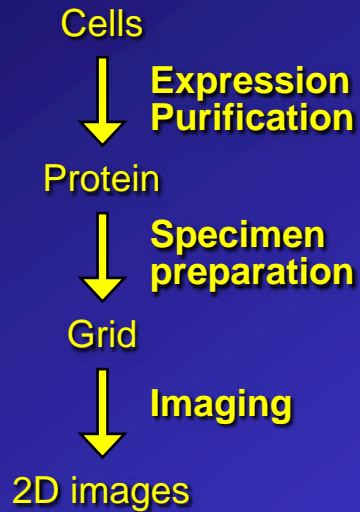 Cells
Expression
Purification
Protein
Specimen
preparation
Grid
Imaging
2D images